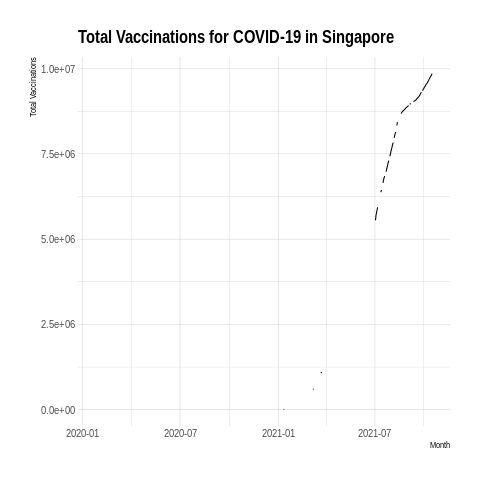 Total Vaccinations for COVID-19 in Singapore
Total Vaccinations
1.0e+07
7.5e+06
5.0e+06
2.5e+06
0.0e+00
2020-01 2020-07 2021-01 2021-07
Month